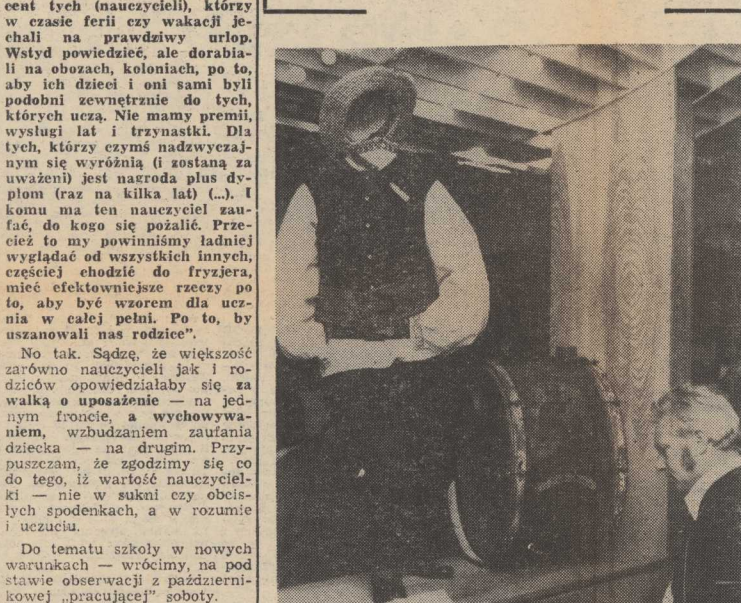 cent tych (nauczycieli), którzy
w czasie ferii czy wakacji je-
chali na prawdziwy urlop.
Wstyd powiedzieć, ale dorabia-
li na obozach, koloniach, po to,
aby ich dzieci i oni sami byli
podobni zewnętrznie do tych,
których uczą. Nie mamy premii,
wysługi lat i trzynastki. Dla
tych, którzy czymś nadzwyczaj-
nym się wyróżnią (i zostaną za
uważeni) jest nagroda plus dy-
plom (raz na kilka lat) (...). I
komu ma ten nauczyciel zau-
fać, do kogo się pożalić. Prze-
cież to my powinniśmy ładniej
wyglądać od wszystkich innych,
częściej chodzić do fryzjera,
mieć efektowniejsze rzeczy po
to, aby być wzorem dla ucz-
nia w całej pełni. Po to, by
uszanowali nas rodzice”.
No tak. Sądzę, że większość
zarówno nauczycieli jak i ro-
dziców opowiedziałaby się za
walką o uposażenie — na jed-
nym froncie, a wychowywa-
niem, wzbudzaniem zaufania
dziecka — na drugim. Przy-
puszczam, że zgodzimy się co
do tego, iż wartość nauczyciel-
ki — nie w sukni czy obcis-
łych spodenkach, a w rozumie
i uczuciu.
Do tematu szkoły w nowych
warunkach — wrócimy, na pod
stawie obserwacji z październi-
kowej „pracującej” soboty.